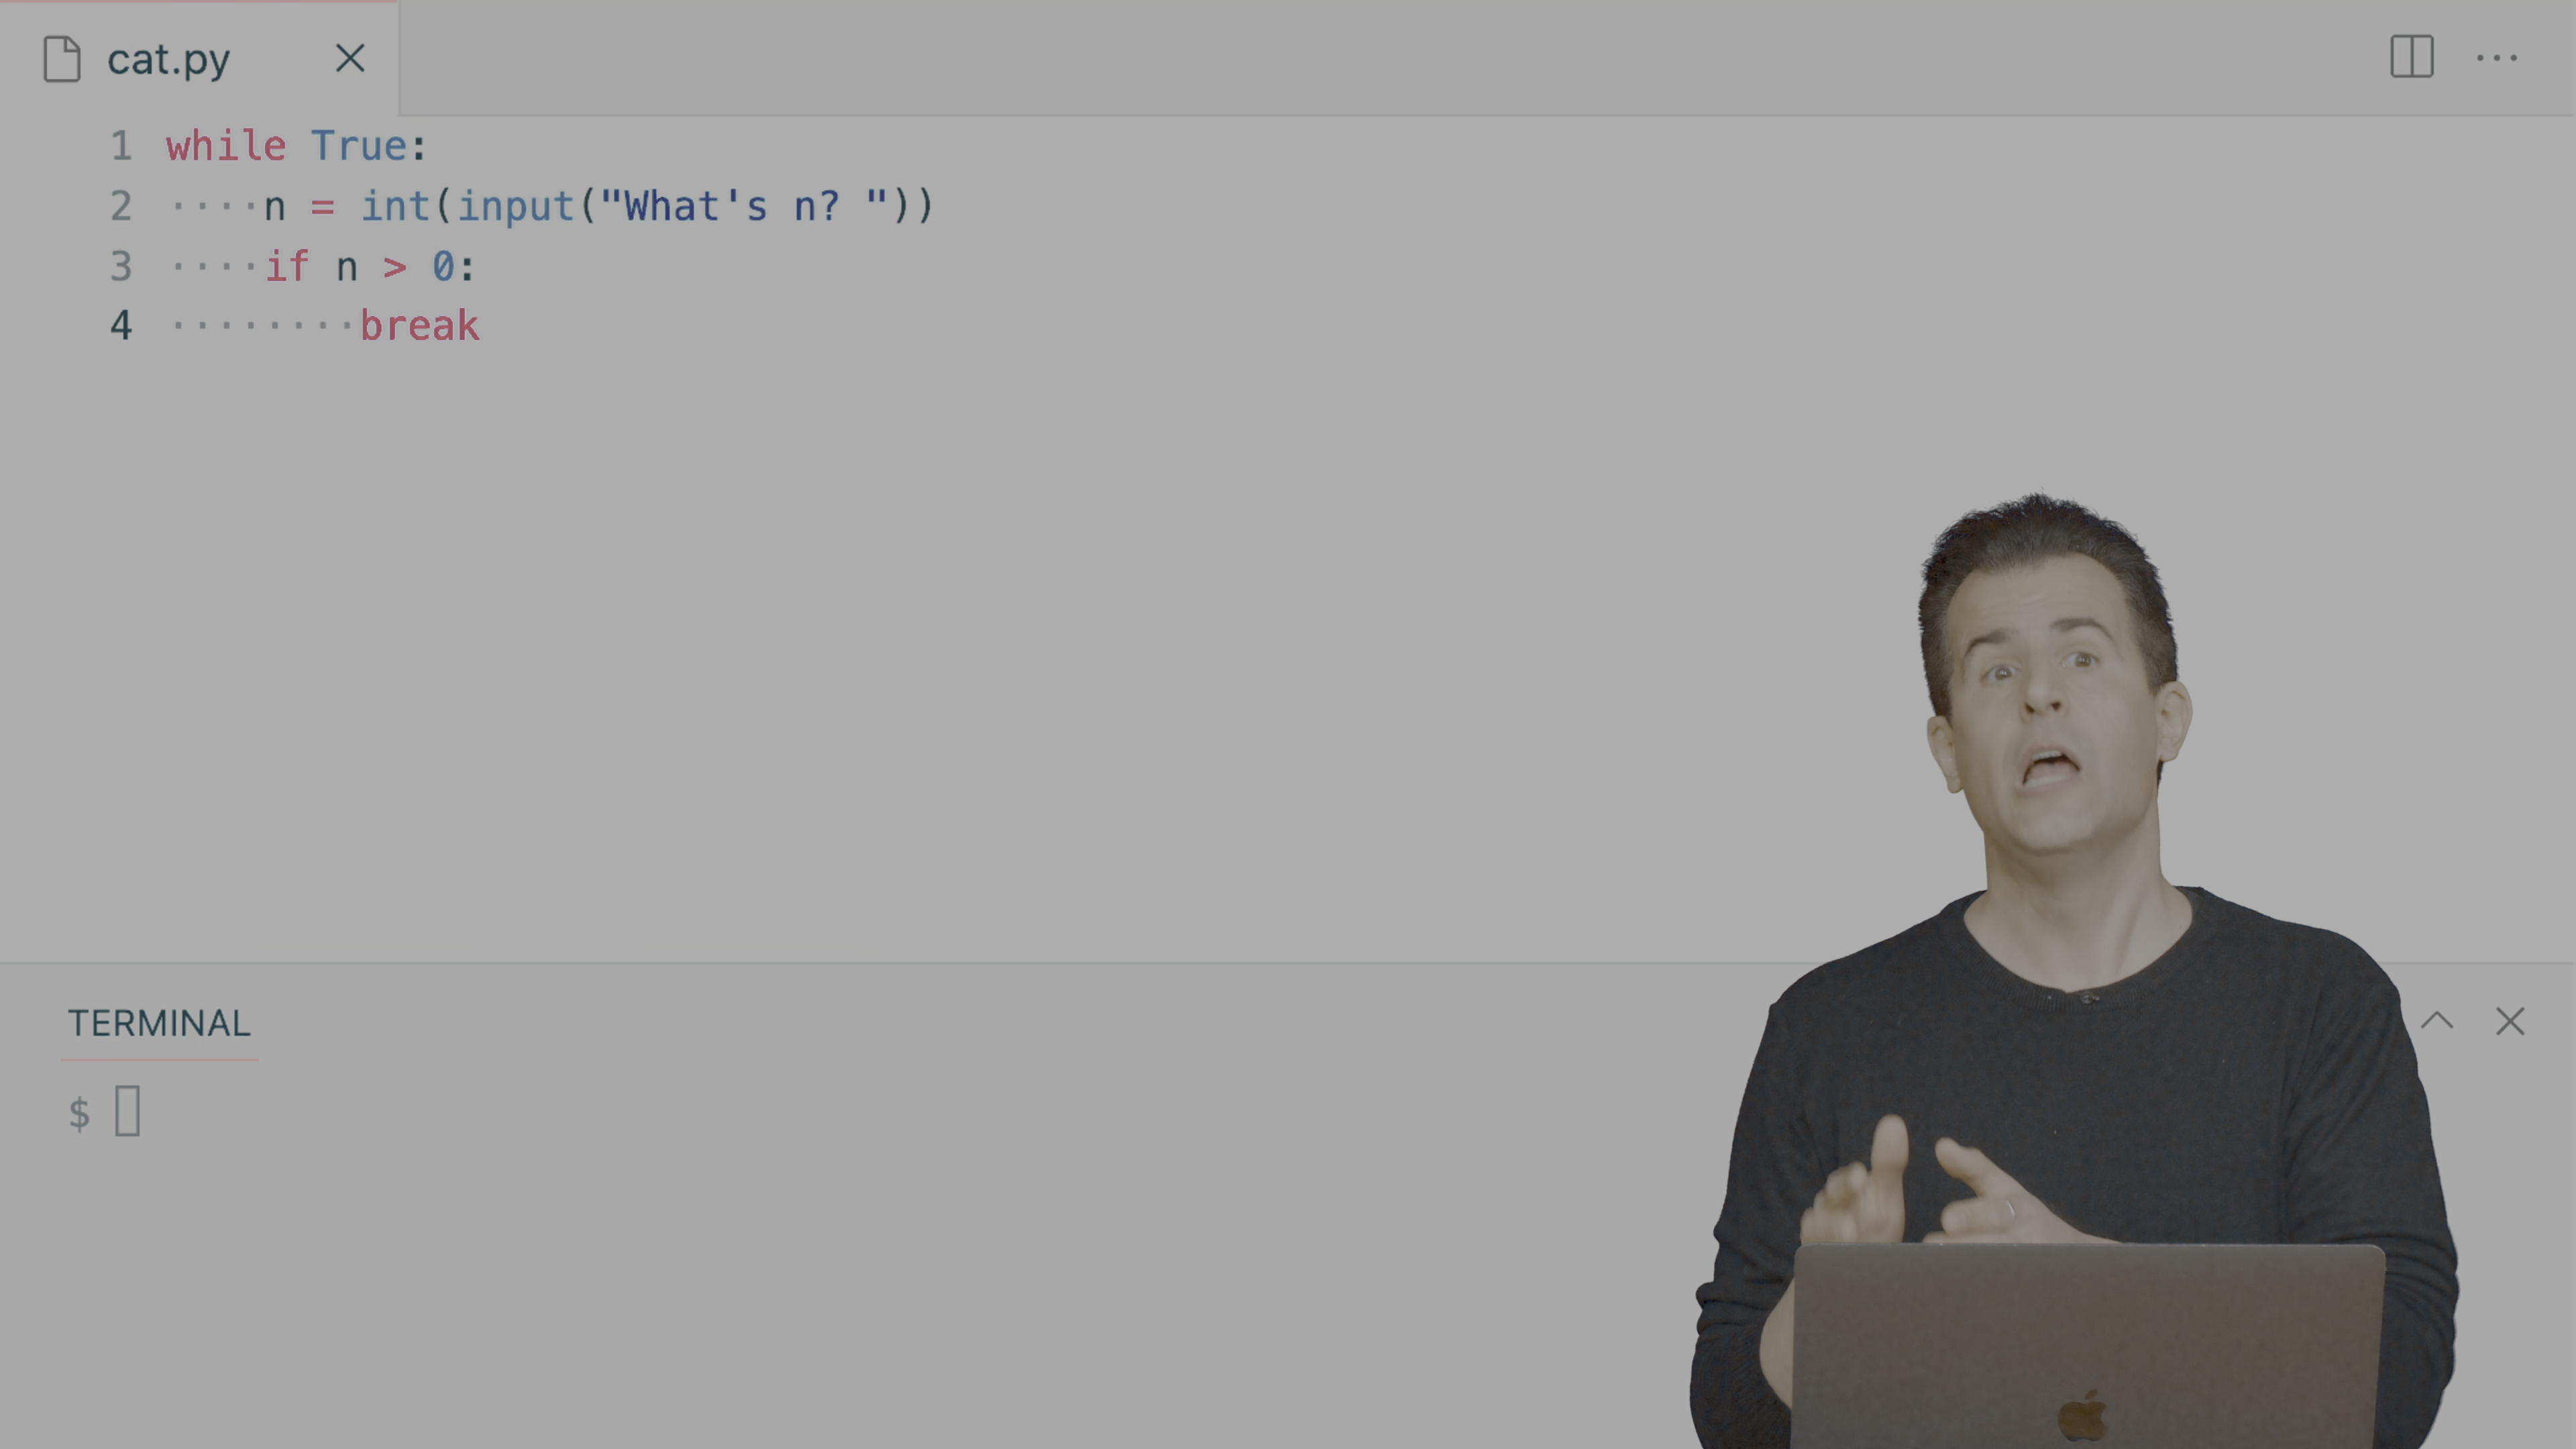 cat.py
1 while True:
2 ····n = int(input("What's n? "))
3 ····if n > 0:
4 ········break
TERMINAL
$